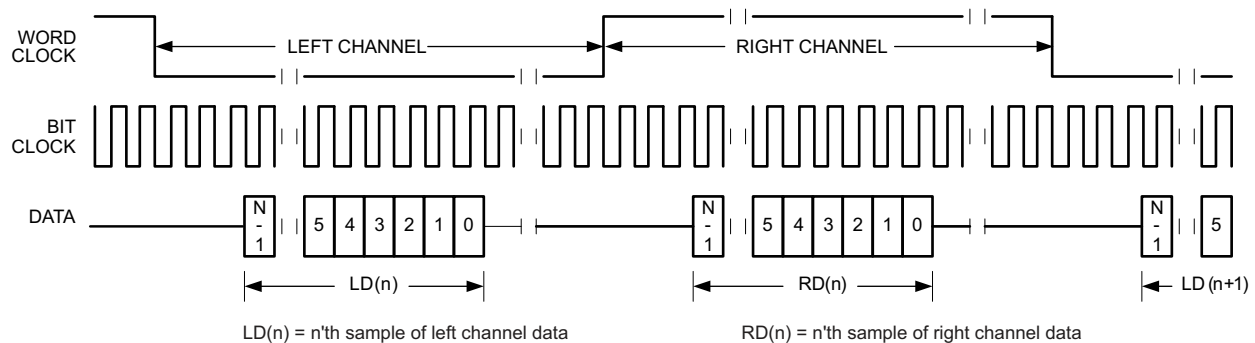 WORD
CLOCK
LEFT CHANNEL
RIGHT CHANNEL
BIT
CLOCK
DATA
N
-
1
5 4 3 2 1 0
N
-
1
5 4 3 2 1 0
N
-
1
5
LD(n)
RD(n)
LD (n+1)
LD(n) = n'th sample of left channel data
RD(n) = n'th sample of right channel data